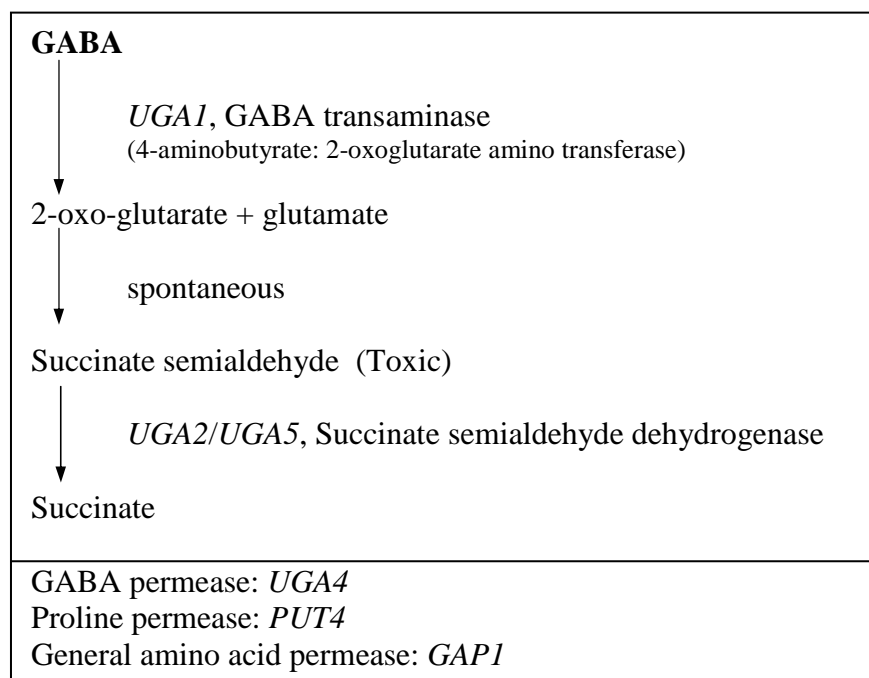 GABA
UGA1, GABA transaminase
(4-aminobutyrate: 2-oxoglutarate amino transferase)
2-oxo-glutarate + glutamate
spontaneous
Succinate semialdehyde (Toxic)
UGA2/UGA5, Succinate semialdehyde dehydrogenase
Succinate
GABA permease: UGA4
Proline permease: PUT4
General amino acid permease: GAP1